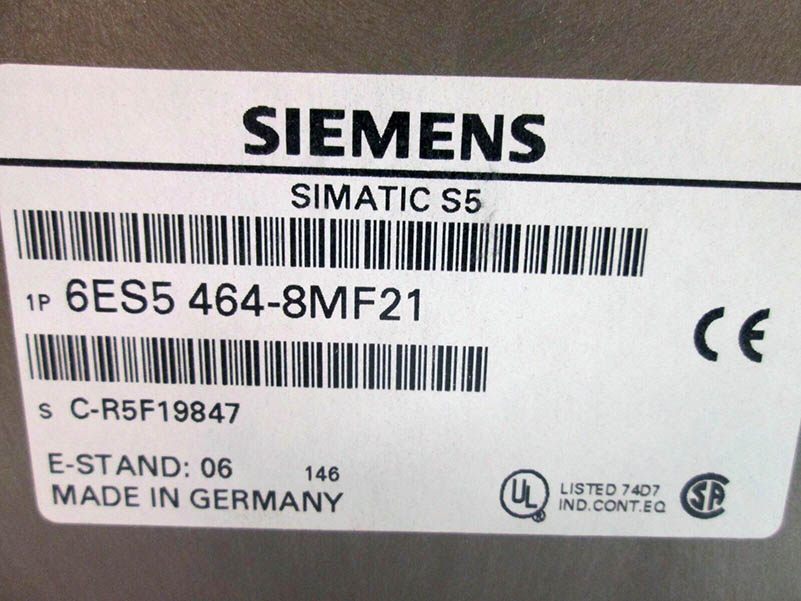 SIEMENS
SIMATIC S5
1P 6ES5 464-8MF21
CE
S C-R5F19847
E-STAND: 06 146
MADE IN GERMANY
UL LISTED 74D7
IND.CONT.EQ
SA